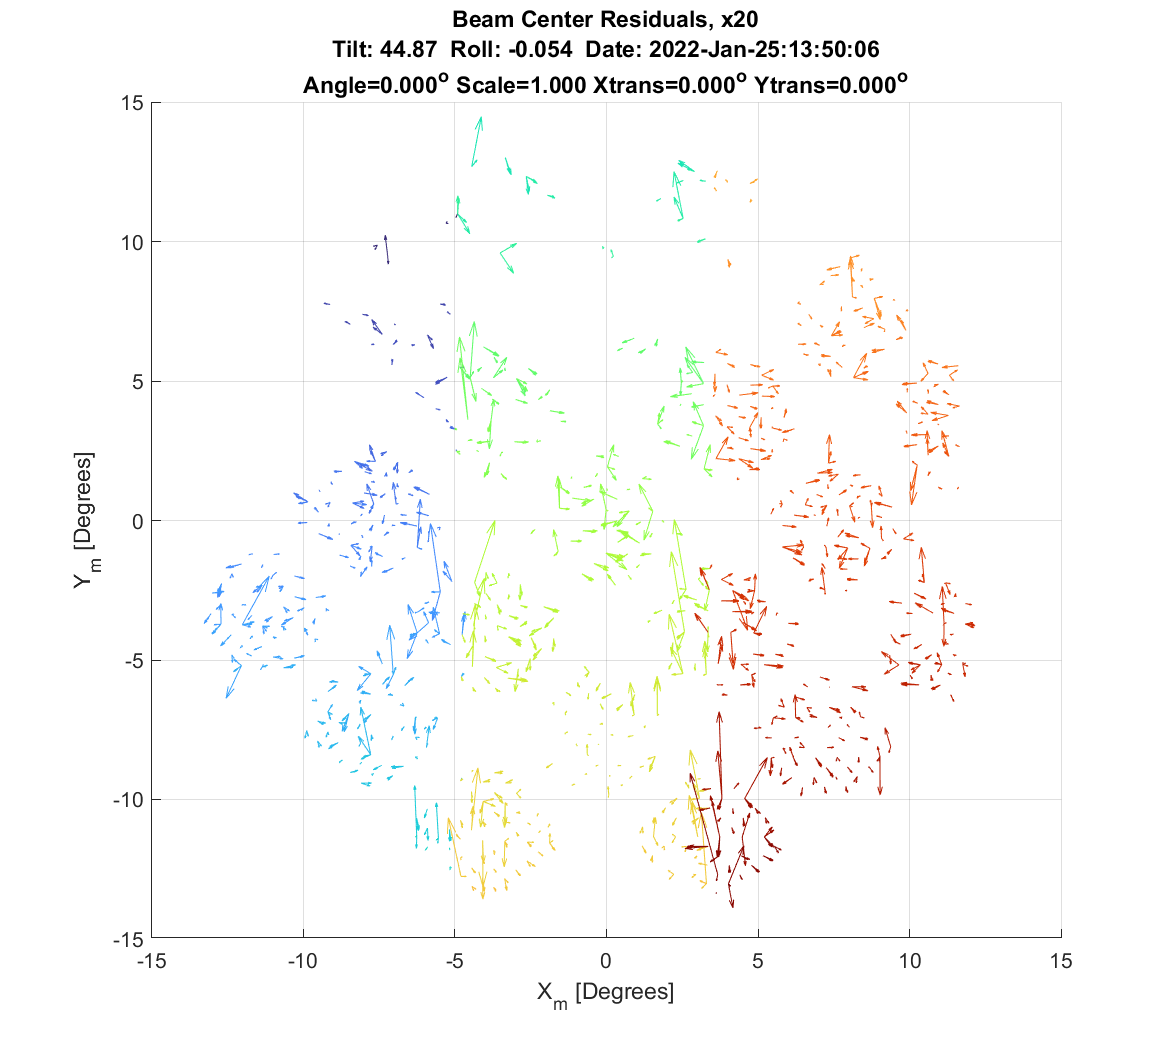 Beam Center Residuals, x20
Tilt: 44.87 Roll: -0.054 Date: 2022-Jan-25:13:50:06
Angle=0.000° Scale=1.000 Xtrans=0.000° Ytrans=0.000°
15
10
5
0
-5
-10
-15
Y_m [Degrees]
-15 -10 -5 0 5 10 15
X_m [Degrees]